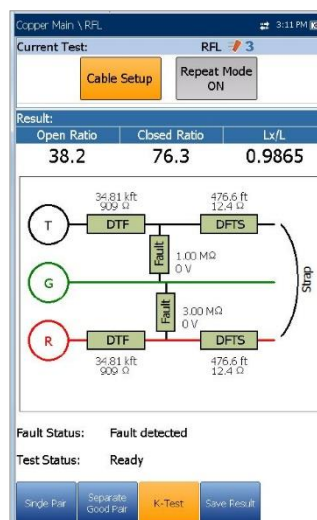 Copper Main \ RFL 3:11 PM
Current Test: RFL 3
Cable Setup
Repeat Mode
ON
Result:
Open Ratio Closed Ratio Lx/L
38.2 76.3 0.9865
34.81 kft 476.6 ft
909 Ω 12.4 Ω
T DTF DFTS
Fault 1.00 MΩ
0 V
G
Strap
Fault 3.00 MΩ
0 V
R DTF DFTS
34.81 kft 476.6 ft
909 Ω 12.4 Ω
Fault Status: Fault detected
Test Status: Ready
Single Pair
Separate
Good Pair
K-Test
Save Result